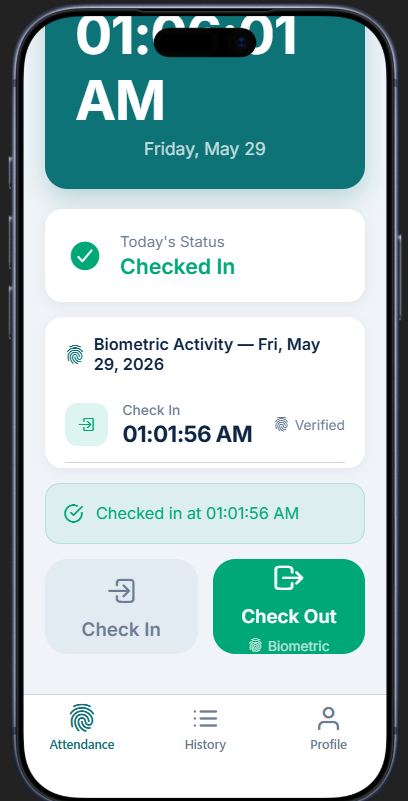 01:06:01
AM
Friday, May 29
Today's Status
Checked In
Biometric Activity — Fri, May
29, 2026
Check In
01:01:56 AM
Verified
Checked in at 01:01:56 AM
Check In
Check Out
Biometric
Attendance
History
Profile